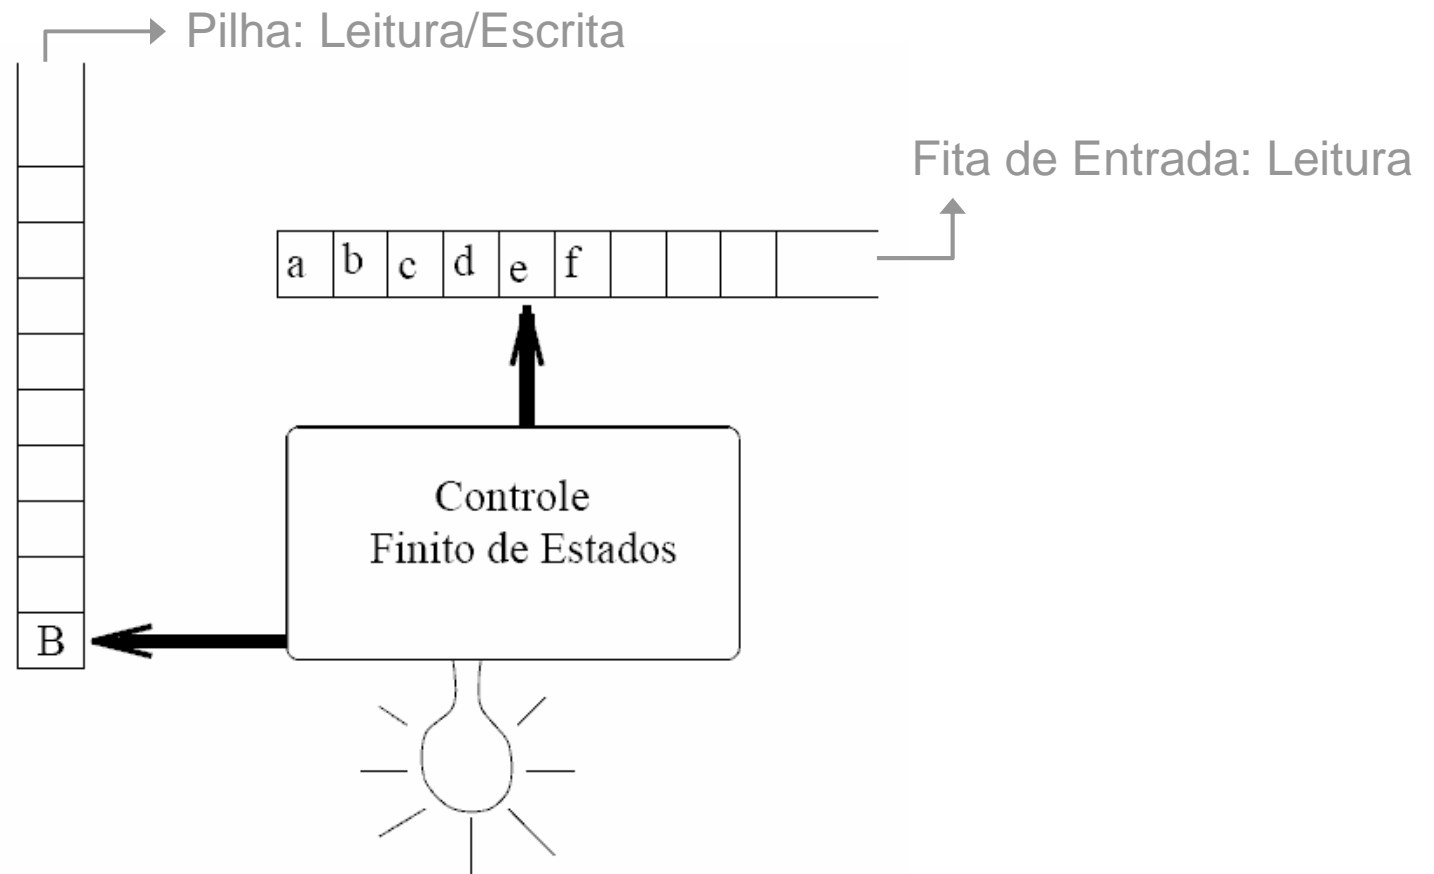 Pilha: Leitura/Escrita
Fita de Entrada: Leitura
a b c d e f
Controle
Finito de Estados
B